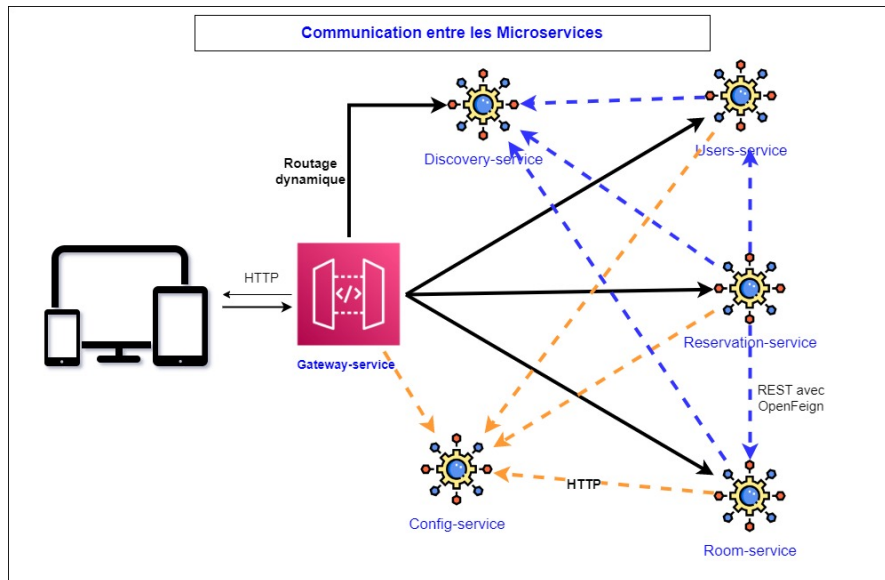 Communication entre les Microservices
Discovery-service
Users-service
Routage
dynamique
HTTP
</>
Gateway-service
Reservation-service
REST avec
OpenFeign
HTTP
Config-service
Room-service